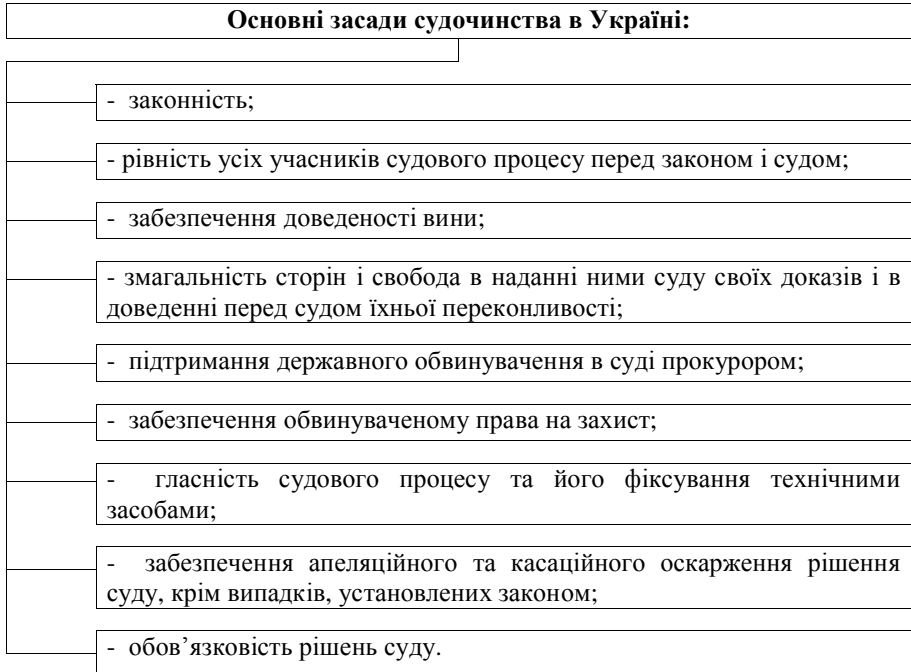 Основні засади судочинства в Україні:
- законність;
- рівність усіх учасників судового процесу перед законом і судом;
- забезпечення доведеності вини;
- змагальність сторін і свобода в наданні ними суду своїх доказів і в
доведенні перед судом їхньої переконливості;
- підтримання державного обвинувачення в суді прокурором;
- забезпечення обвинуваченому права на захист;
- гласність судового процесу та його фіксування технічними
засобами;
- забезпечення апеляційного та касаційного оскарження рішення
суду, крім випадків, установлених законом;
- обов’язковість рішень суду.